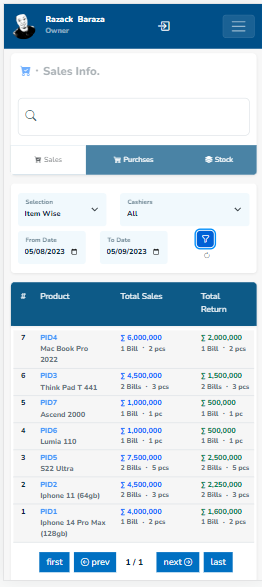 Razack Baraza
Owner
· Sales Info.
Sales Purchses Stock
Selection Cashiers
Item Wise All
From Date To Date
05/08/2023 05/09/2023
# Product Total Sales Total Return
7 PID4 ∑ 6,000,000 ∑ 2,000,000
Mac Book Pro 2022 1 Bill · 2 pcs 1 Bill · 2 pcs
6 PID3 ∑ 4,500,000 ∑ 1,500,000
Think Pad T 441 2 Bills · 3 pcs 2 Bills · 3 pcs
5 PID7 ∑ 1,000,000 ∑ 500,000
Ascend 2000 1 Bill · 1 pc 1 Bill · 1 pc
4 PID6 ∑ 1,000,000 ∑ 500,000
Lumia 110 1 Bill · 1 pc 1 Bill · 1 pc
3 PID5 ∑ 7,500,000 ∑ 2,500,000
S22 Ultra 2 Bills · 5 pcs 2 Bills · 5 pcs
2 PID2 ∑ 4,500,000 ∑ 2,250,000
Iphone 11 (64gb) 2 Bills · 3 pcs 2 Bills · 3 pcs
1 PID1 ∑ 4,000,000 ∑ 1,600,000
Iphone 14 Pro Max (128gb) 1 Bill · 2 pcs 1 Bill · 2 pcs
first prev 1 / 1 next last